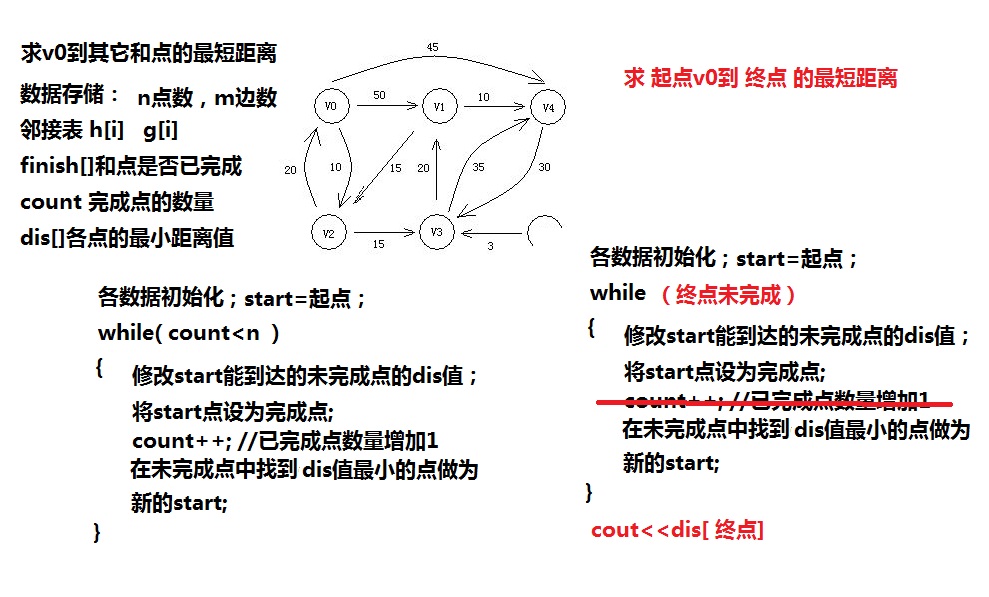 求v0到其它和点的最短距离
数据存储： n点数，m边数
邻接表 h[i] g[i]
finish[]和点是否已完成
count 完成点的数量
dis[]各点的最小距离值
45
V0
50
V1
10
V4
20
10
15
20
35
30
V2
15
V3
3
各数据初始化；start=起点；
while( count<n )
{
修改start能到达的未完成点的dis值；
将start点设为完成点;
count++; //已完成点数量增加1
在未完成点中找到 dis值最小的点做为
新的start;
}
求 起点v0到 终点 的最短距离
各数据初始化；start=起点；
while （终点未完成）
{
修改start能到达的未完成点的dis值；
将start点设为完成点;
count++; //已完成点数量增加1
在未完成点中找到 dis值最小的点做为
新的start;
}
cout<<dis[ 终点]